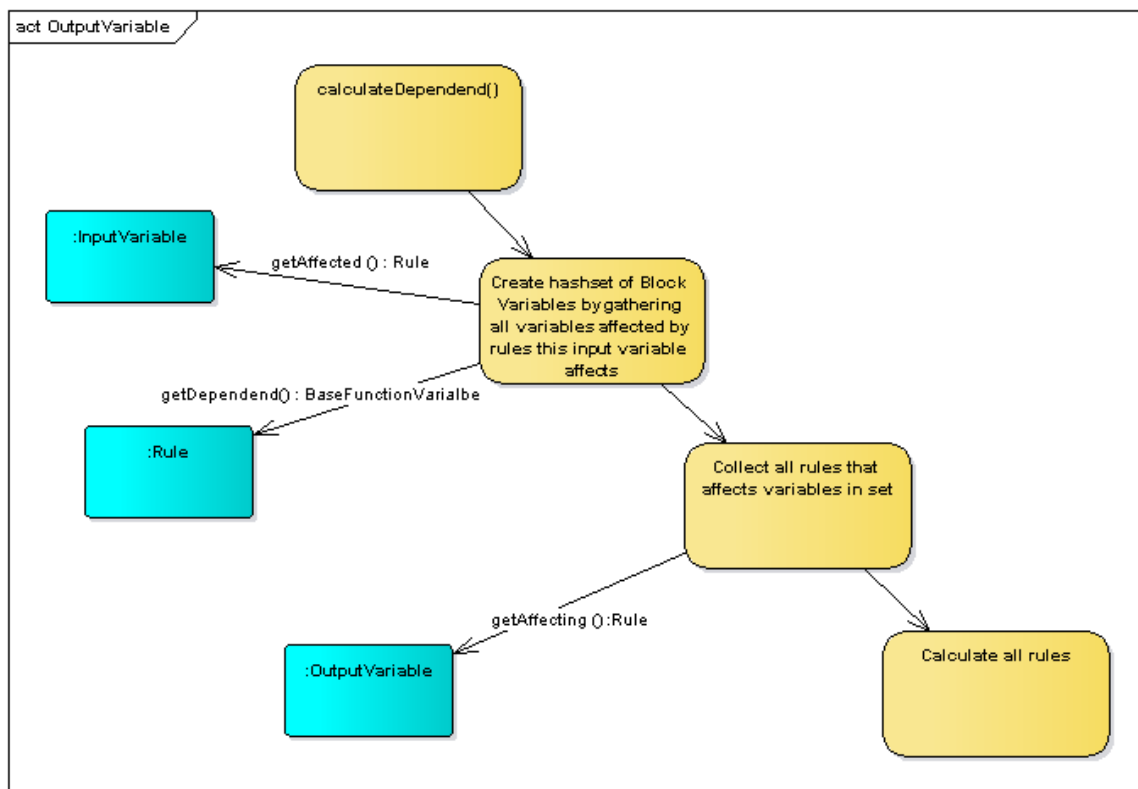 act OutputVariable
calculateDependend()
:InputVariable
getAffected () : Rule
Create hashset of Block
Variables by gathering
all variables affected by
rules this input variable
affects
getDependend() : BaseFunctionVarialbe
:Rule
Collect all rules that
affects variables in set
getAffecting () :Rule
:OutputVariable
Calculate all rules